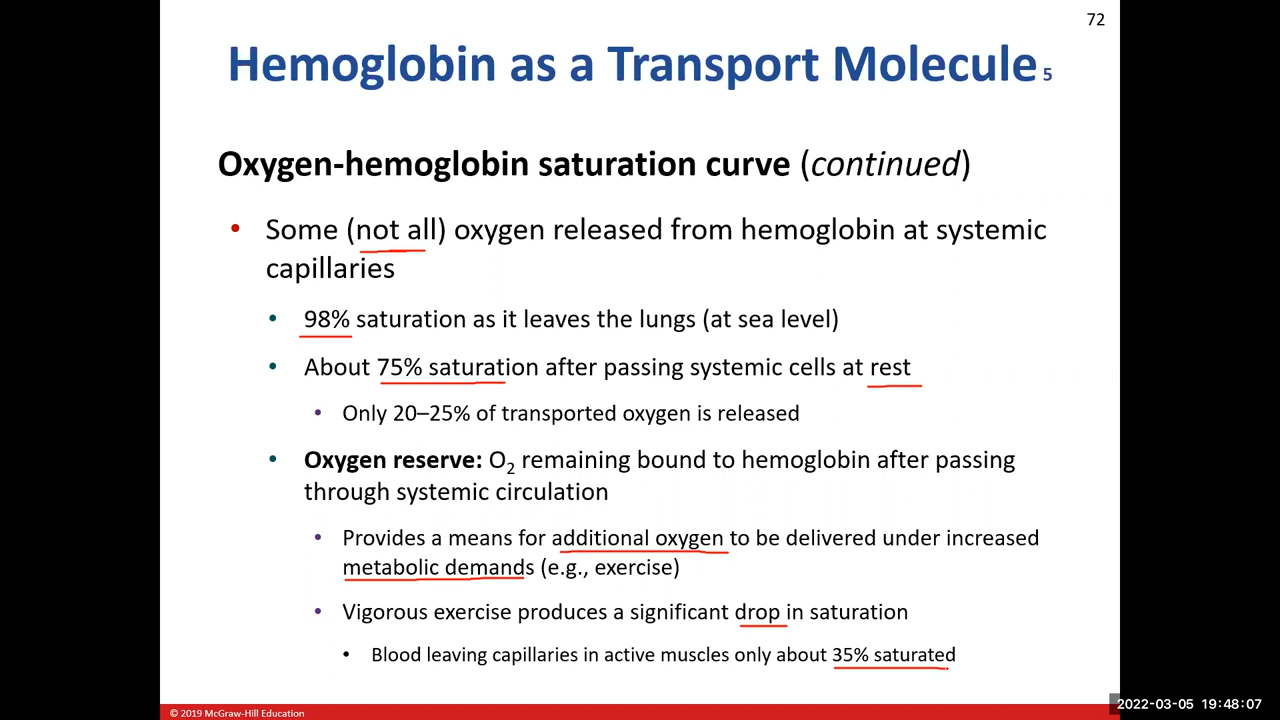 72
Hemoglobin as a Transport Molecule 5
Oxygen-hemoglobin saturation curve (continued)
• Some (not all) oxygen released from hemoglobin at systemic
capillaries
• 98% saturation as it leaves the lungs (at sea level)
• About 75% saturation after passing systemic cells at rest
• Only 20–25% of transported oxygen is released
• Oxygen reserve: O2 remaining bound to hemoglobin after passing
through systemic circulation
• Provides a means for additional oxygen to be delivered under increased
metabolic demands (e.g., exercise)
• Vigorous exercise produces a significant drop in saturation
• Blood leaving capillaries in active muscles only about 35% saturated
© 2019 McGraw-Hill Education
2022-03-05 19:48:07